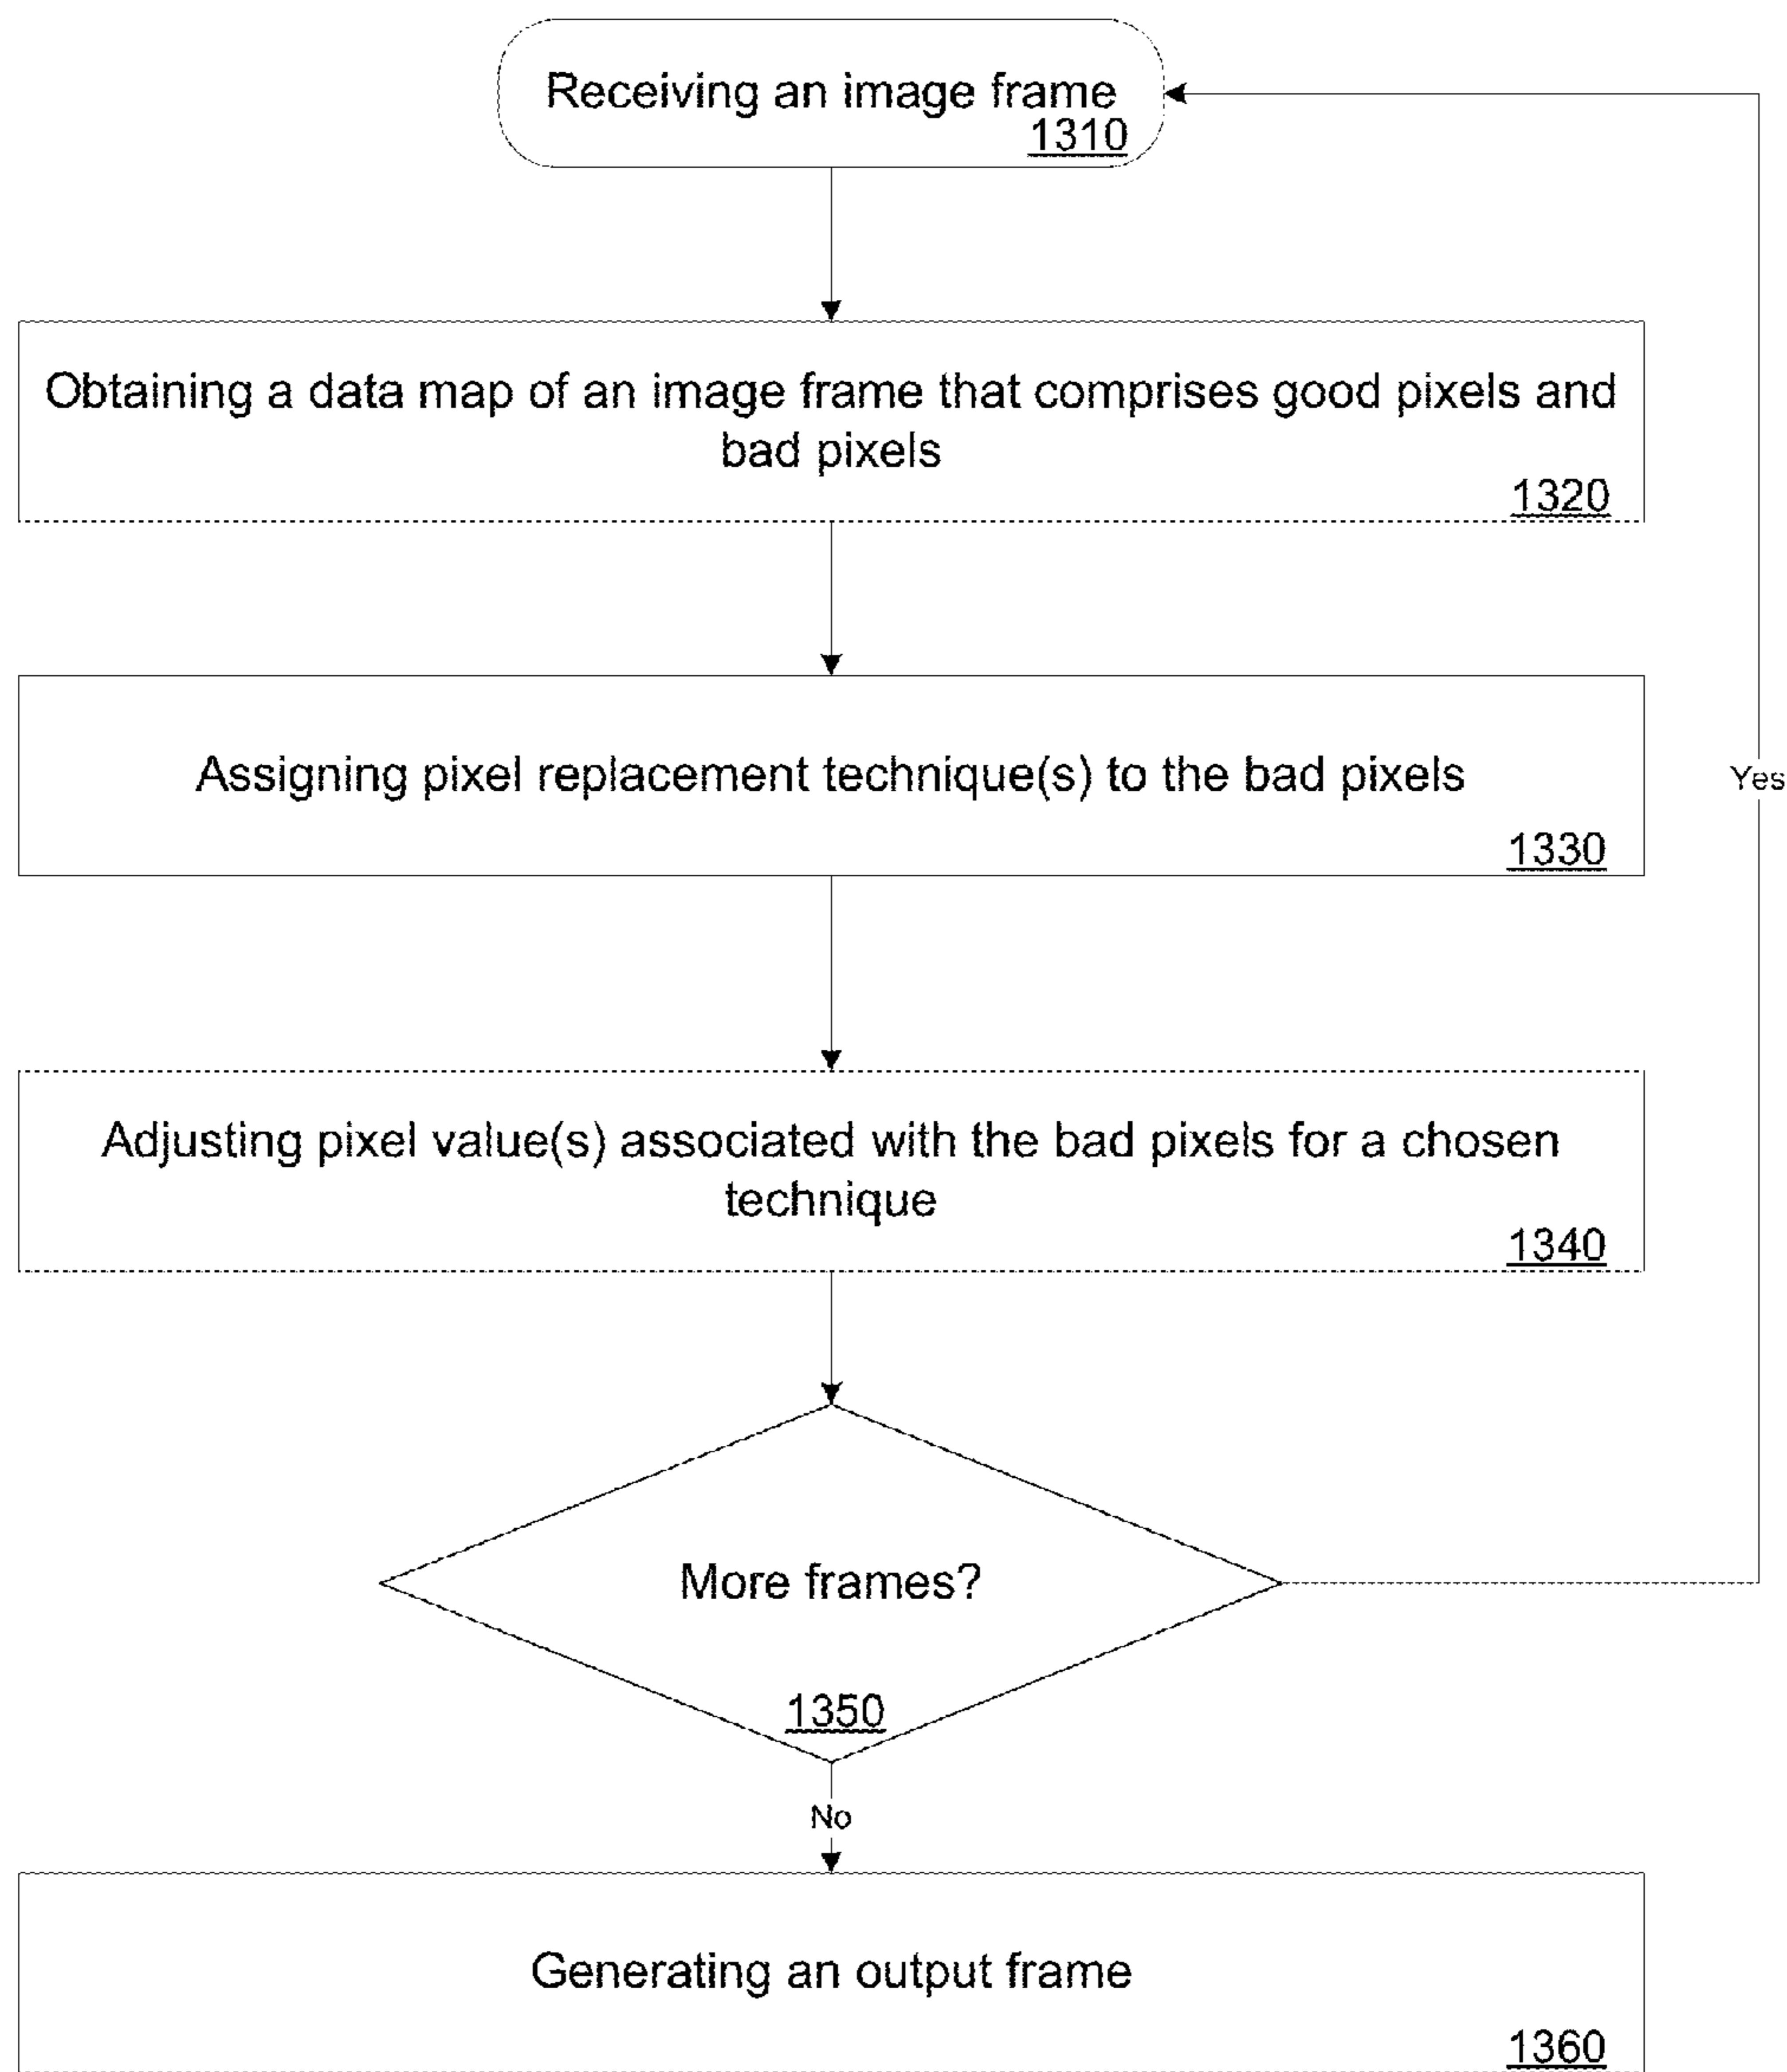 Receiving an image frame
1310
Obtaining a data map of an image frame that comprises good pixels and
bad pixels
1320
Assigning pixel replacement technique(s) to the bad pixels
Yes
1330
Adjusting pixel value(s) associated with the bad pixels for a chosen
technique
1340
More frames?
1350
No
Generating an output frame
1360